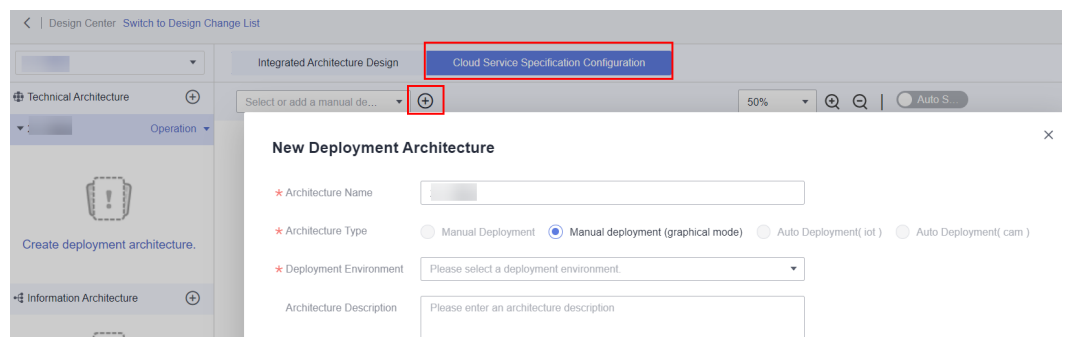 Design Center Switch to Design Change List
Integrated Architecture Design
Cloud Service Specification Configuration
Technical Architecture
Select or add a manual de...
50%
Auto S...
Operation
New Deployment Architecture
* Architecture Name
* Architecture Type
Manual Deployment
Manual deployment (graphical mode)
Auto Deployment( iot )
Auto Deployment( cam )
Create deployment architecture.
* Deployment Environment
Please select a deployment environment.
Information Architecture
Architecture Description
Please enter an architecture description